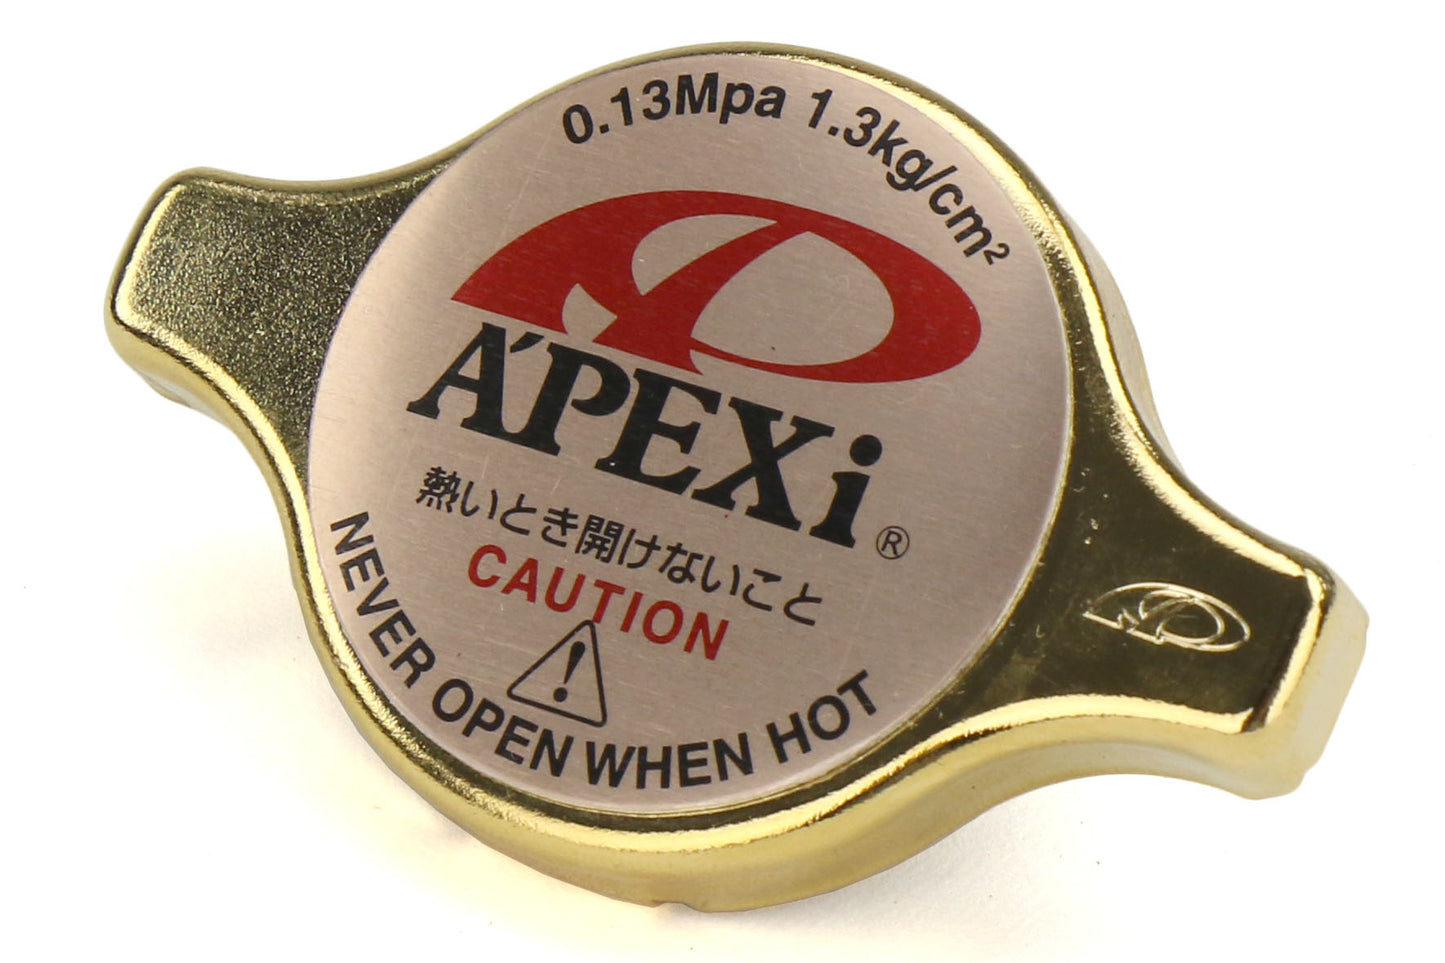 0.13Mpa 1.3kg/cm²
A'PEXi®
熱いとき開けないこと
CAUTION
!
NEVER OPEN WHEN HOT